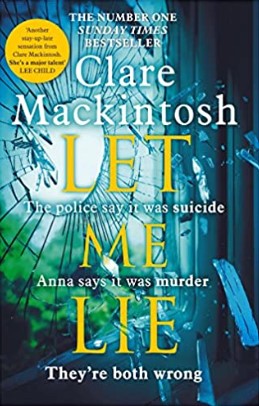 THE NUMBER ONE
SUNDAY TIMES
BESTSELLER
'Another
stay-up-late
sensation from
Clare Mackintosh.
She's a major talent'
LEE CHILD
Clare
Mackintosh
LET
The police say it was suicide
ME
Anna says it was murder
LIE
They're both wrong